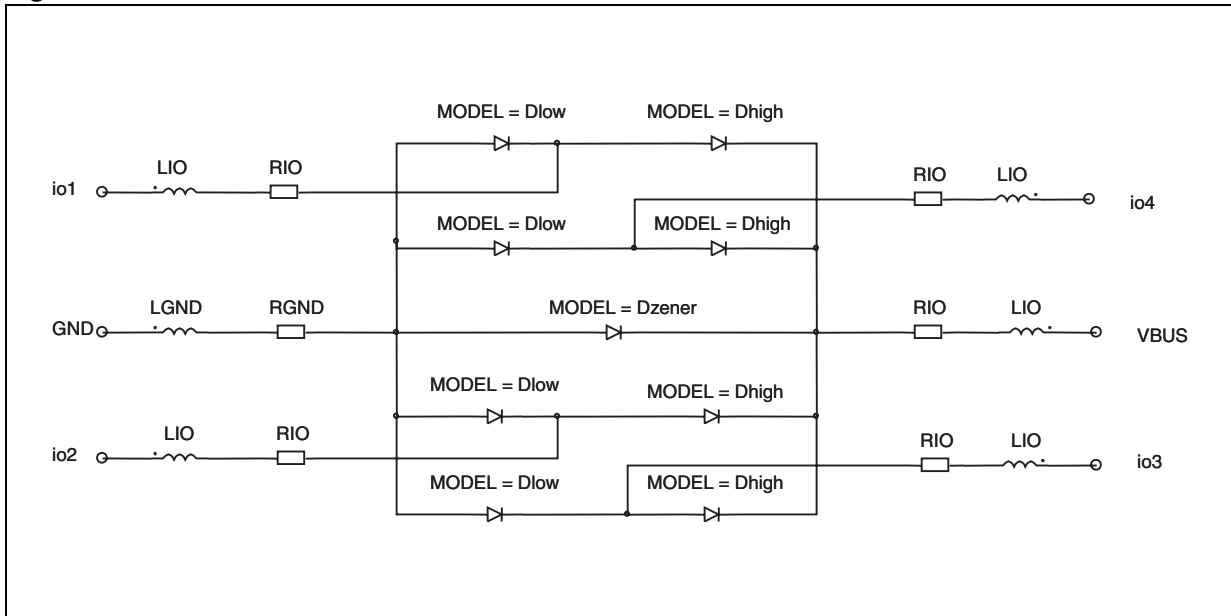 MODEL = Dlow MODEL = Dhigh
LIO RIO
io1
RIO LIO
io4
MODEL = Dlow MODEL = Dhigh
LGND RGND MODEL = Dzener RIO LIO
GND
VBUS
MODEL = Dlow MODEL = Dhigh
LIO RIO
io2
RIO LIO
io3
MODEL = Dlow MODEL = Dhigh